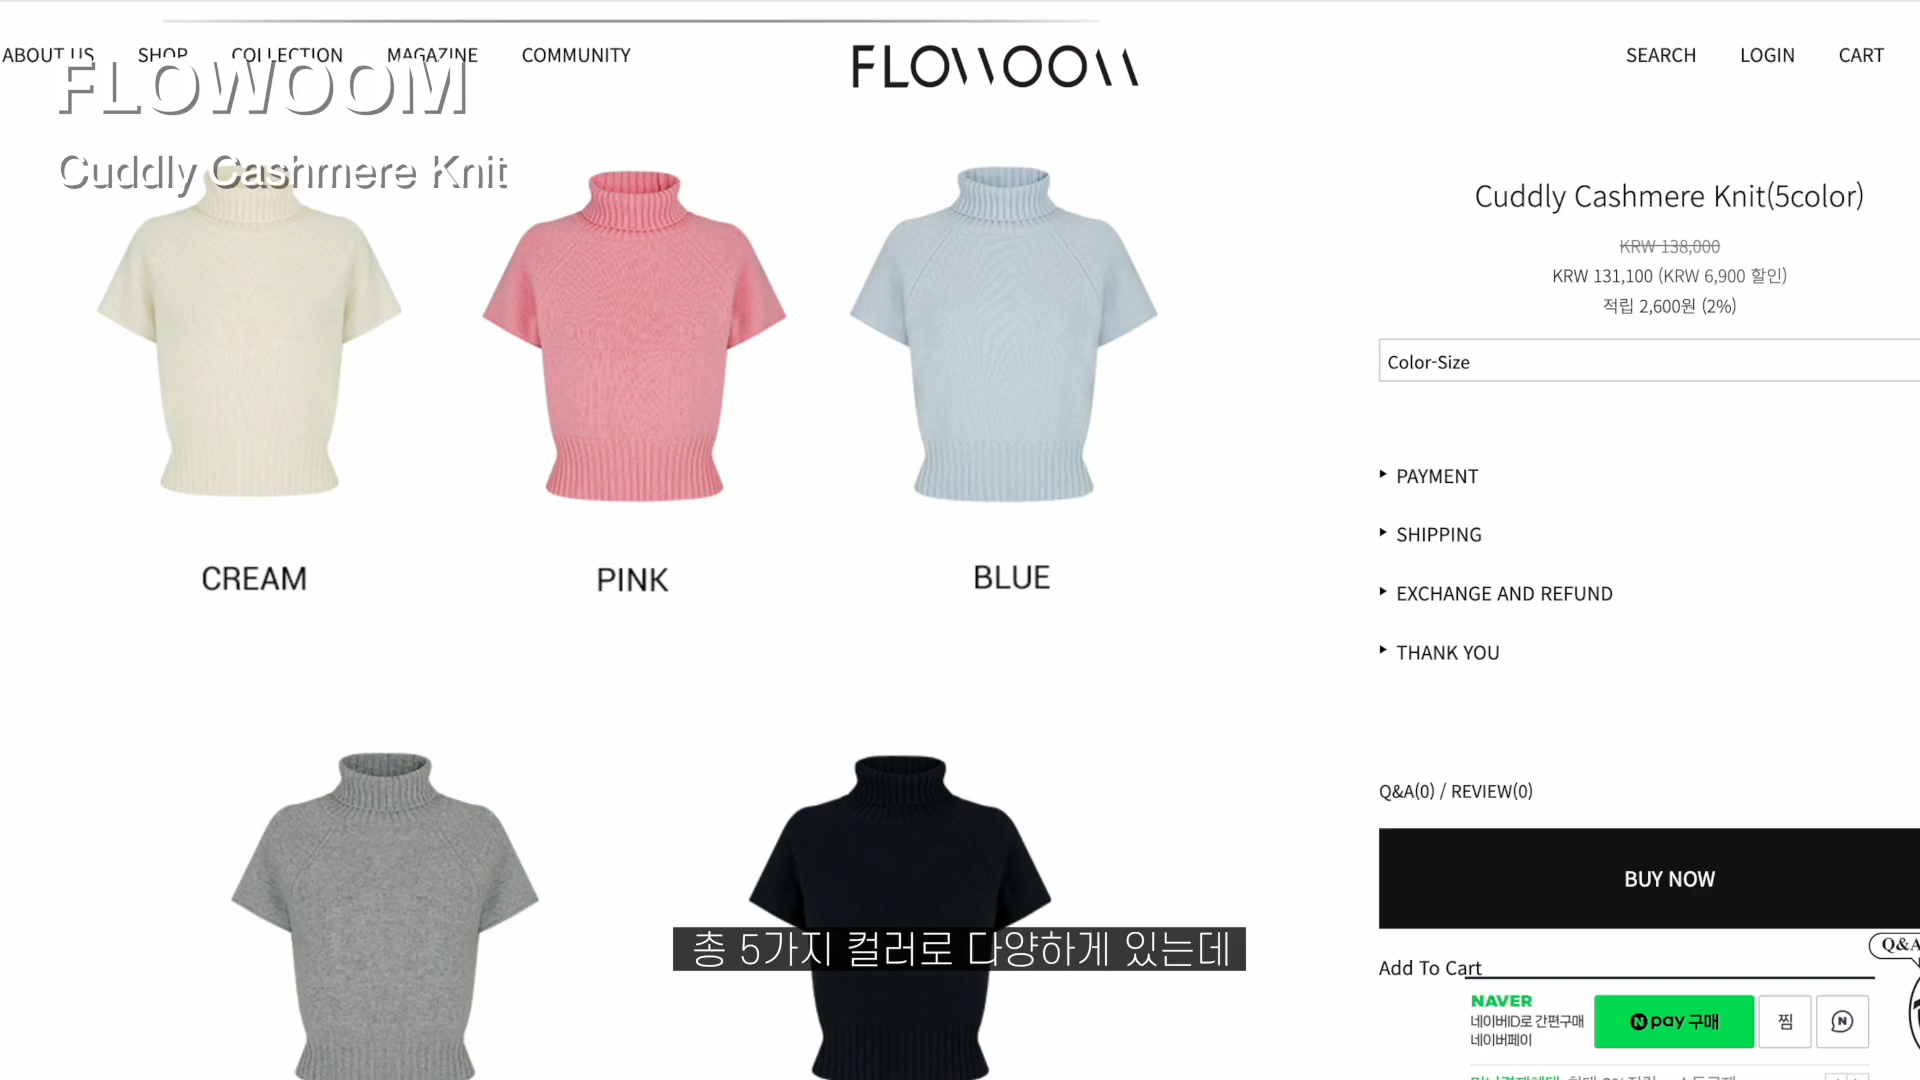 ABOUT US SHOP COLLECTION MAGAZINE COMMUNITY
FLOWOOM
SEARCH LOGIN CART
FLOWOOM
Cuddly Cashmere Knit
Cuddly Cashmere Knit(5color)
KRW 138,000
KRW 131,100 (KRW 6,900 할인)
적립 2,600원 (2%)
Color-Size
CREAM
PINK
BLUE
PAYMENT
SHIPPING
EXCHANGE AND REFUND
THANK YOU
Q&A(0) / REVIEW(0)
BUY NOW
총 5가지 컬러로 다양하게 있는데
Q&A
Add To Cart
NAVER
네이버ID로 간편구매
네이버페이
N pay 구매
찜
N